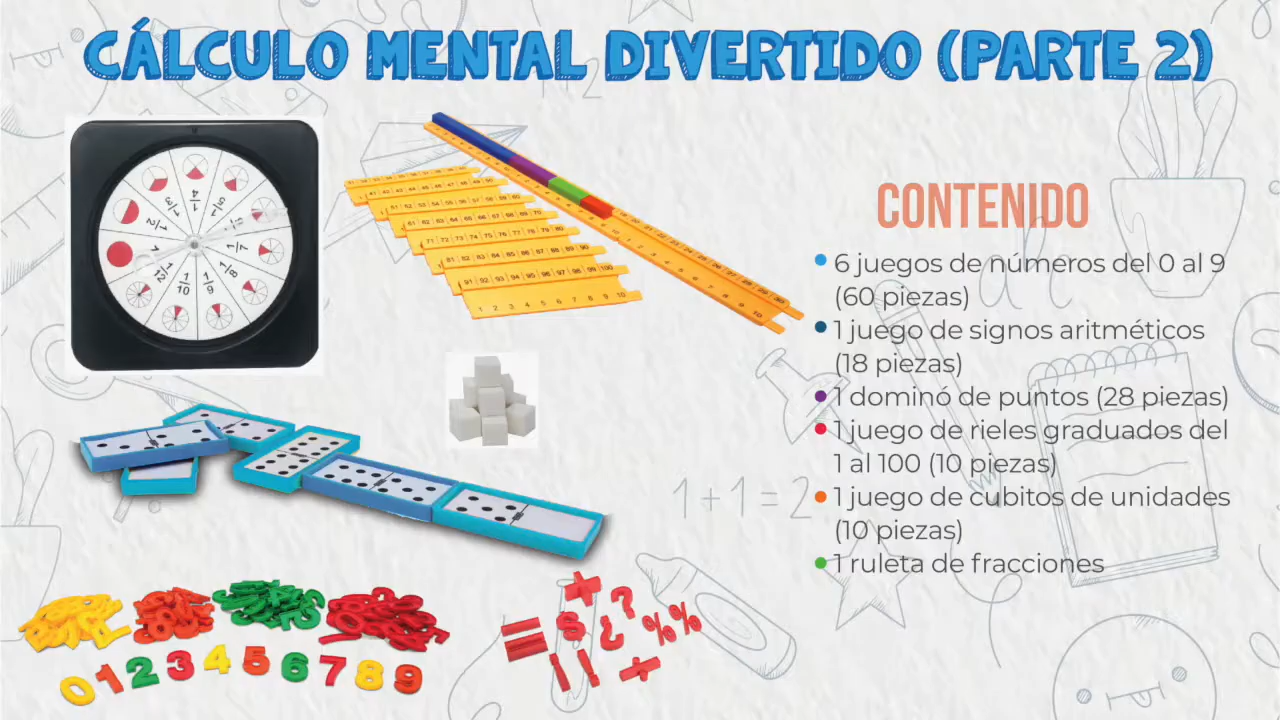 CÁLCULO MENTAL DIVERTIDO (PARTE 2)
CONTENIDO
6 juegos de números del 0 al 9
(60 piezas)
1 juego de signos aritméticos
(18 piezas)
1 dominó de puntos (28 piezas)
1 juego de rieles graduados del
1 al 100 (10 piezas)
1 juego de cubitos de unidades
(10 piezas)
1 ruleta de fracciones
1+1=2
0 1 2 3 4 5 6 7 8 9